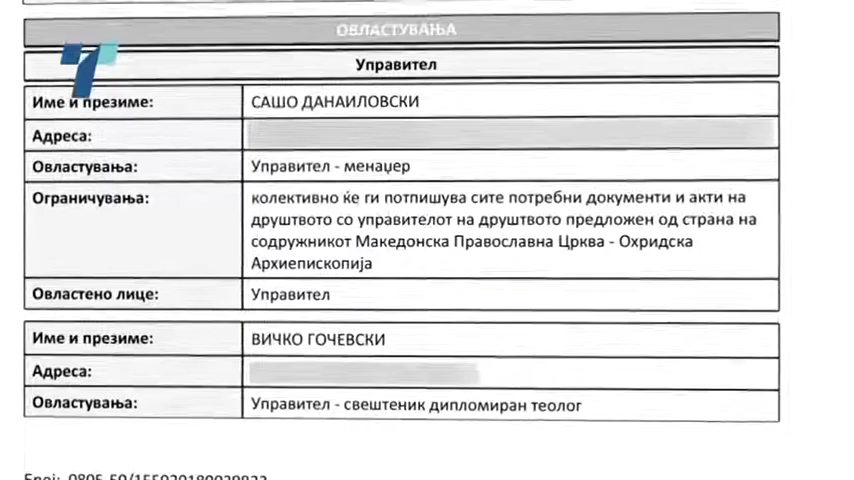 ОВЛАСТУВАЊА
Управител
Име и презиме: САШО ДАНАИЛОВСКИ
Адреса:
Овластувања: Управител - менаџер
Ограничувања: колективно ќе ги потпишува сите потребни документи и акти на
друштвото со управителот на друштвото предложен од страна на
содружникот Македонска Православна Црква - Охридска
Архиепископија
Овластено лице: Управител
Име и презиме: ВИЧКО ГОЧЕВСКИ
Адреса:
Овластувања: Управител - свештеник дипломиран теолог
Број: